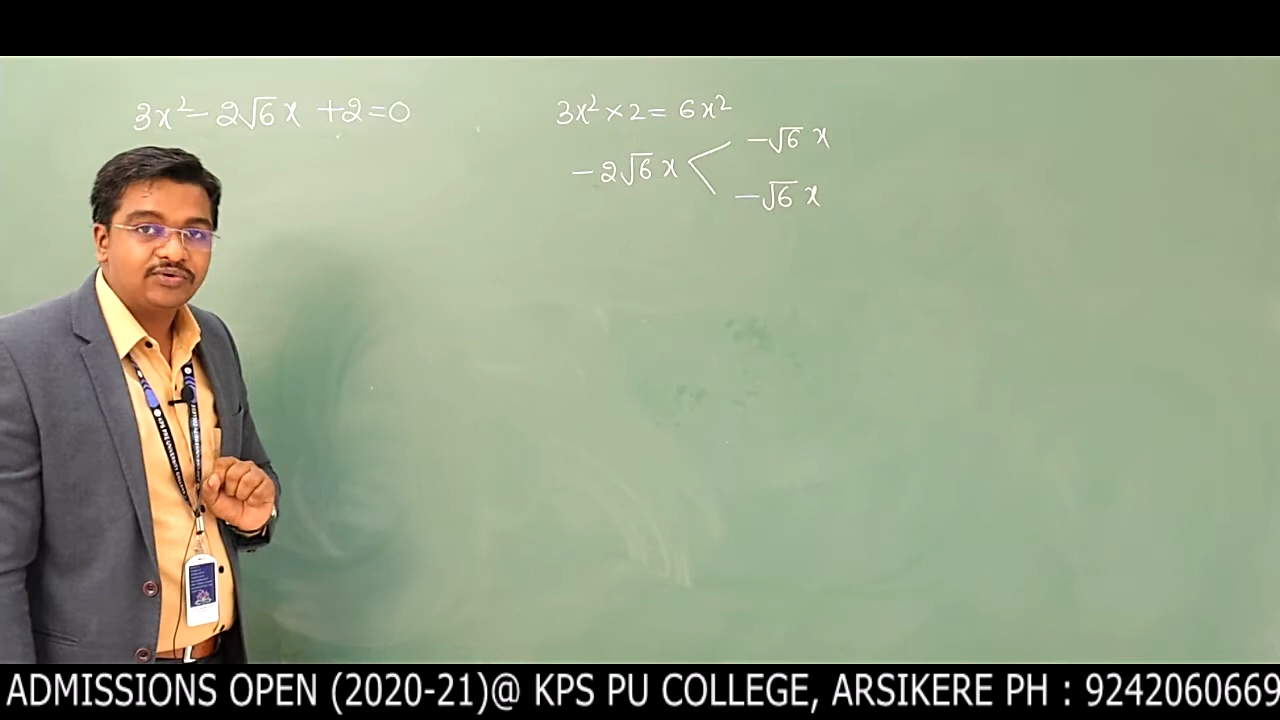 3x² - 2√6 x + 2 = 0
3x² × 2 = 6x²
- 2√6 x < - √6 x
- √6 x
ADMISSIONS OPEN (2020-21)@ KPS PU COLLEGE, ARSIKERE PH : 9242060669